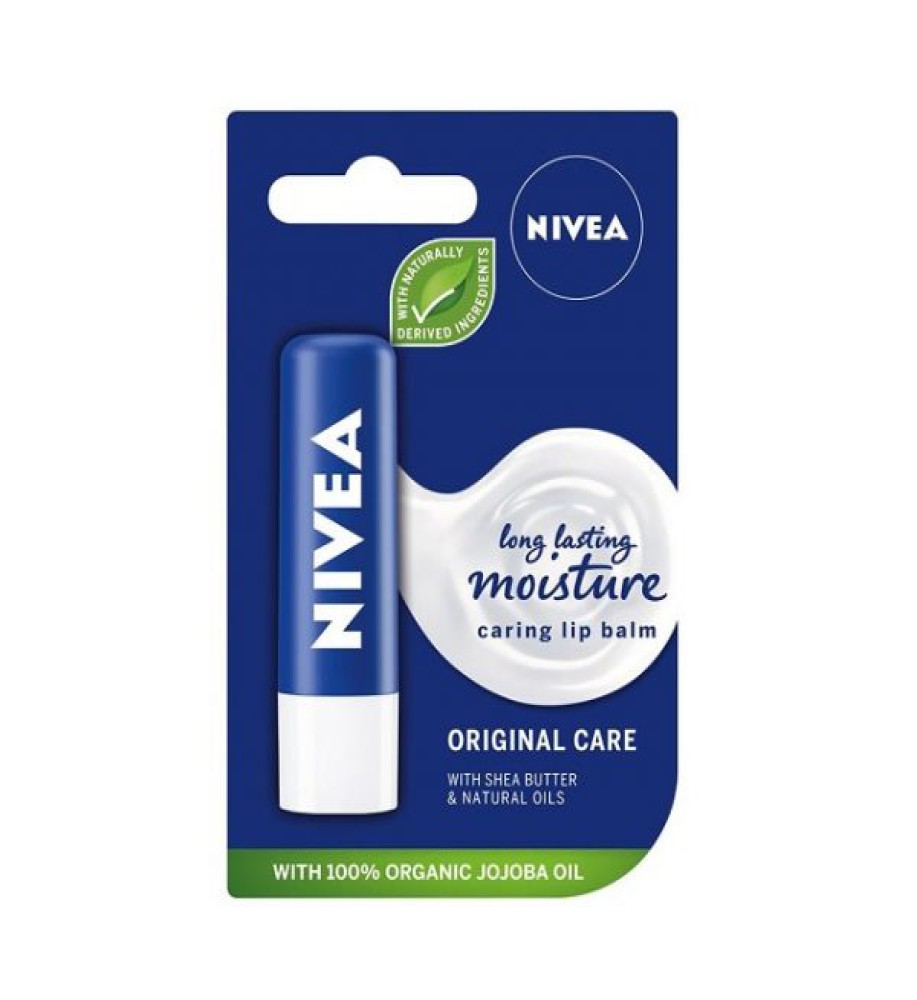 NIVEA
WITH NATURALLY
DERIVED INGREDIENTS
NIVEA
long lasting
moisture
caring lip balm
ORIGINAL CARE
WITH SHEA BUTTER
& NATURAL OILS
WITH 100% ORGANIC JOJOBA OIL